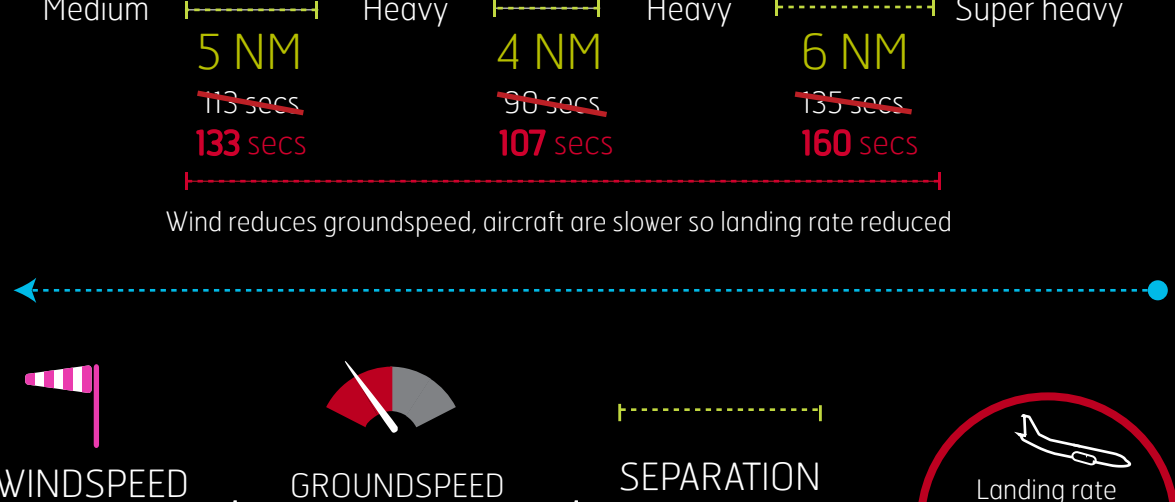 Medium Heavy Heavy Super heavy
5 NM 4 NM 6 NM
113 secs 90 secs 135 secs
133 secs 107 secs 160 secs
Wind reduces groundspeed, aircraft are slower so landing rate reduced
WINDSPEED GROUNDSPEED SEPARATION
Landing rate